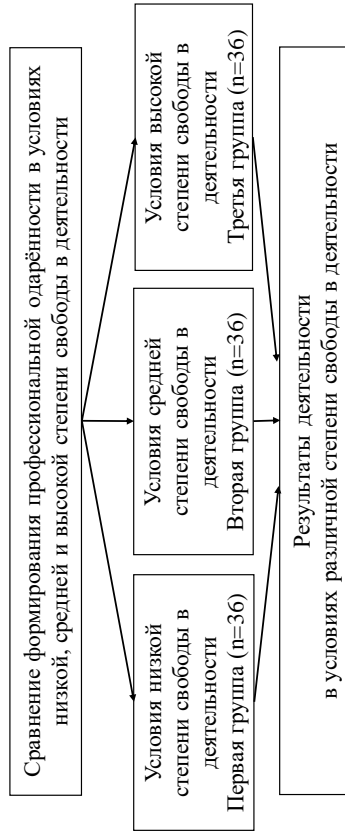 Сравнение формирования профессиональной одарённости в условиях
низкой, средней и высокой степени свободы в деятельности
Условия низкой
степени свободы в
деятельности
Первая группа (n=36)
Условия средней
степени свободы в
деятельности
Вторая группа (n=36)
Условия высокой
степени свободы в
деятельности
Третья группа (n=36)
Результаты деятельности
в условиях различной степени свободы в деятельности